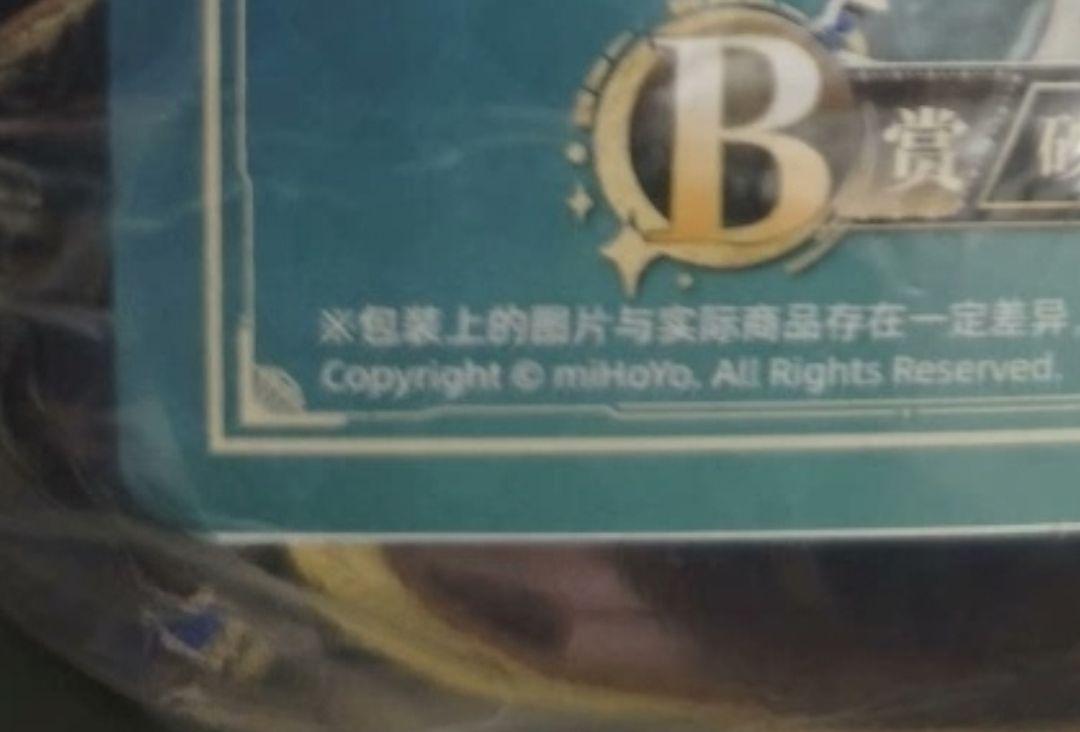 B赏
※包装上的图片与实际商品存在一定差异
Copyright © miHoYo. All Rights Reserved.